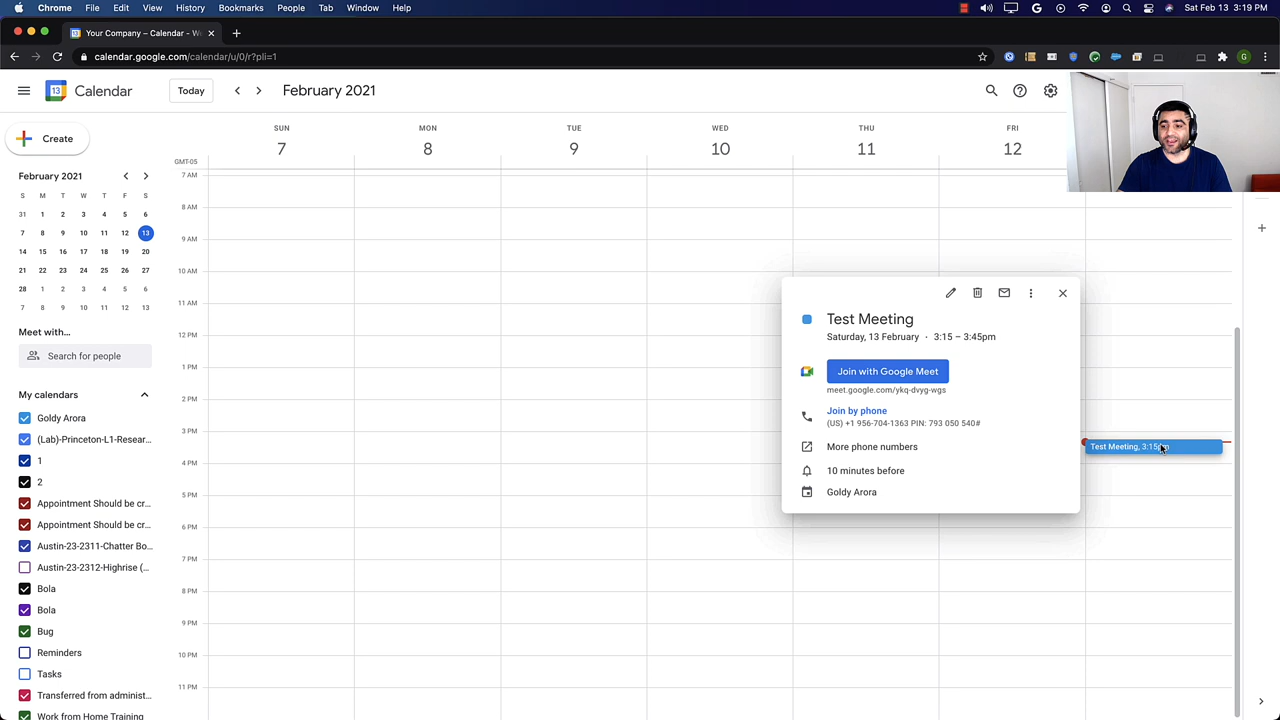 Chrome File Edit View History Bookmarks People Tab Window Help
Sat Feb 13 3:19 PM
Your Company – Calendar - W
calendar.google.com/calendar/u/0/r?pli=1
G
13 Calendar Today February 2021
Create
SUN MON TUE WED THU FRI
7 8 9 10 11 12
GMT-05
7 AM
8 AM
9 AM
10 AM
11 AM
12 PM
1 PM
2 PM
3 PM
4 PM
5 PM
6 PM
7 PM
8 PM
9 PM
10 PM
11 PM
February 2021
S M T W T F S
31 1 2 3 4 5 6
7 8 9 10 11 12 13
14 15 16 17 18 19 20
21 22 23 24 25 26 27
28 1 2 3 4 5 6
7 8 9 10 11 12 13
Meet with...
Search for people
My calendars
Goldy Arora
(Lab)-Princeton-L1-Resear...
1
2
Appointment Should be cr...
Appointment Should be cr...
Austin-23-2311-Chatter Bo...
Austin-23-2312-Highrise (...
Bola
Bola
Bug
Reminders
Tasks
Transferred from administ...
Work from Home Training
Test Meeting
Saturday, 13 February · 3:15 – 3:45pm
Join with Google Meet
meet.google.com/ykq-dvyg-wgs
Join by phone
(US) +1 956-704-1363 PIN: 793 050 540#
More phone numbers
10 minutes before
Goldy Arora
Test Meeting, 3:15pm